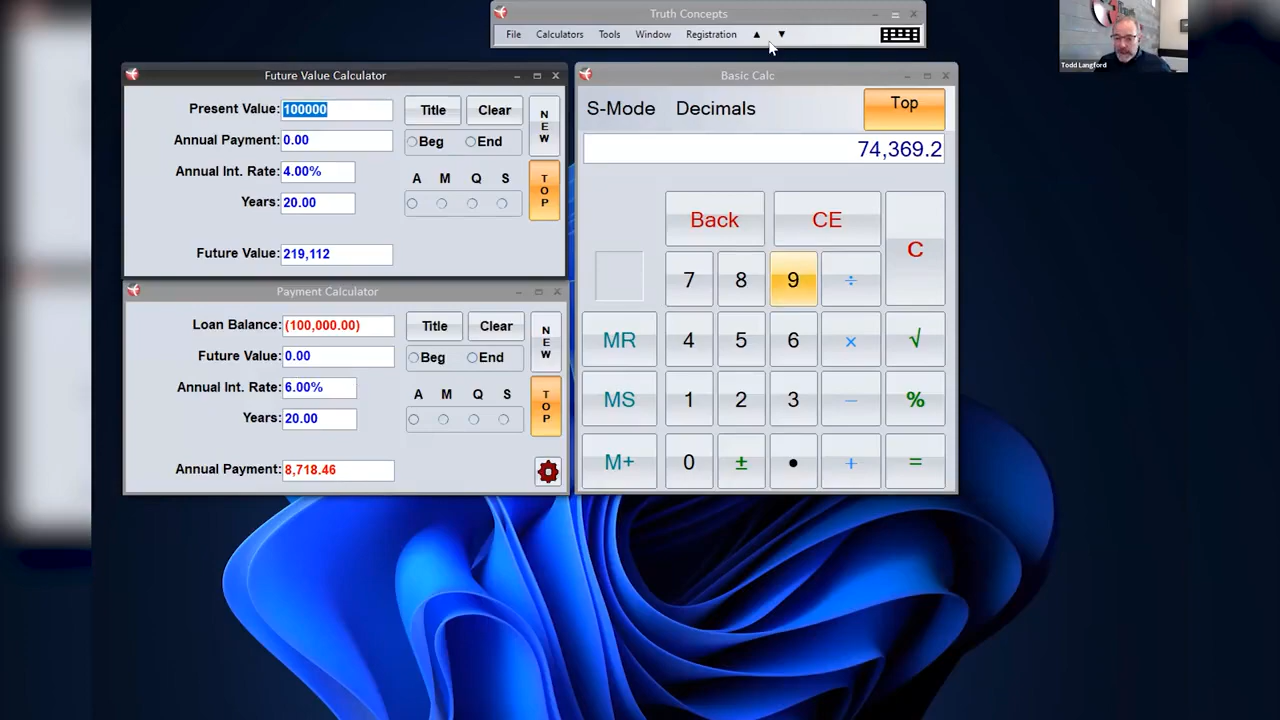 Truth Concepts
File Calculators Tools Window Registration ▲ ▼
Todd Langford
Future Value Calculator
Present Value: 100000 Title Clear NEW
Annual Payment: 0.00 Beg End
Annual Int. Rate: 4.00% A M Q S TOP
Years: 20.00
Future Value: 219,112
Payment Calculator
Loan Balance: (100,000.00) Title Clear NEW
Future Value: 0.00 Beg End
Annual Int. Rate: 6.00% A M Q S TOP
Years: 20.00
Annual Payment: 8,718.46
Basic Calc
S-Mode Decimals Top
74,369.2
Back CE C
7 8 9 ÷
MR 4 5 6 × √
MS 1 2 3 − %
M+ 0 ± • + =